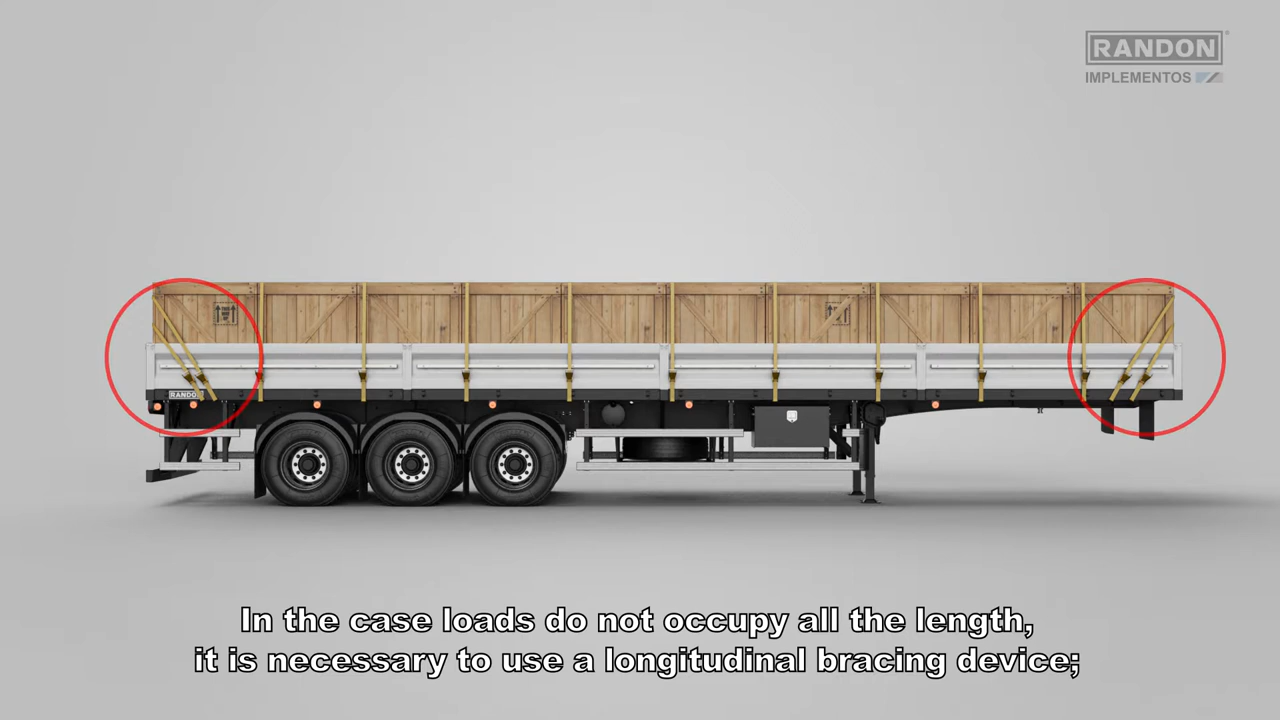 RANDON
IMPLEMENTOS
RANDON
In the case loads do not occupy all the length,
it is necessary to use a longitudinal bracing device;